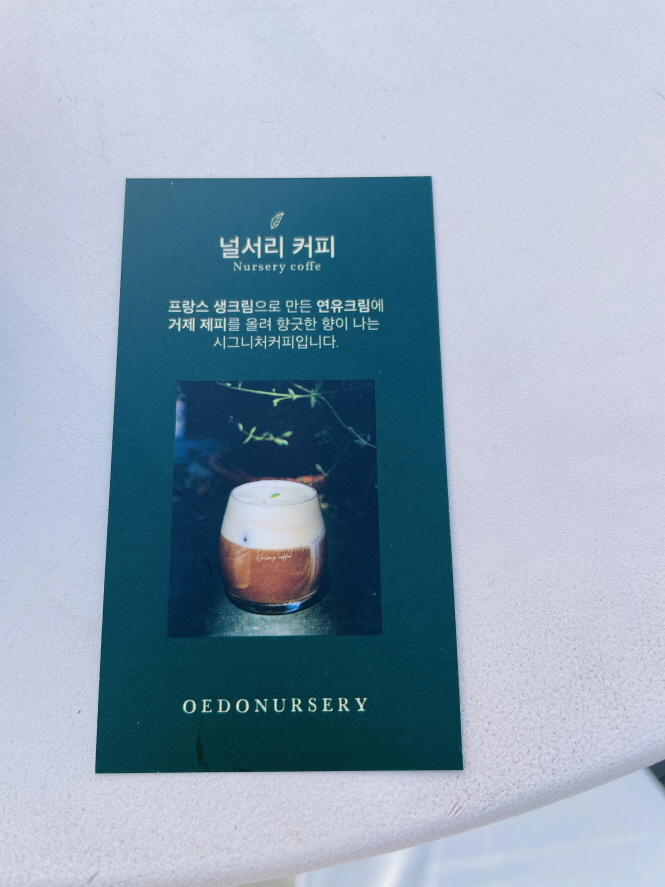 널서리 커피
Nursery coffe
프랑스 생크림으로 만든 연유크림에
거제 제피를 올려 향긋한 향이 나는
시그니처커피입니다.
Nursery coffee
OEDONURSERY